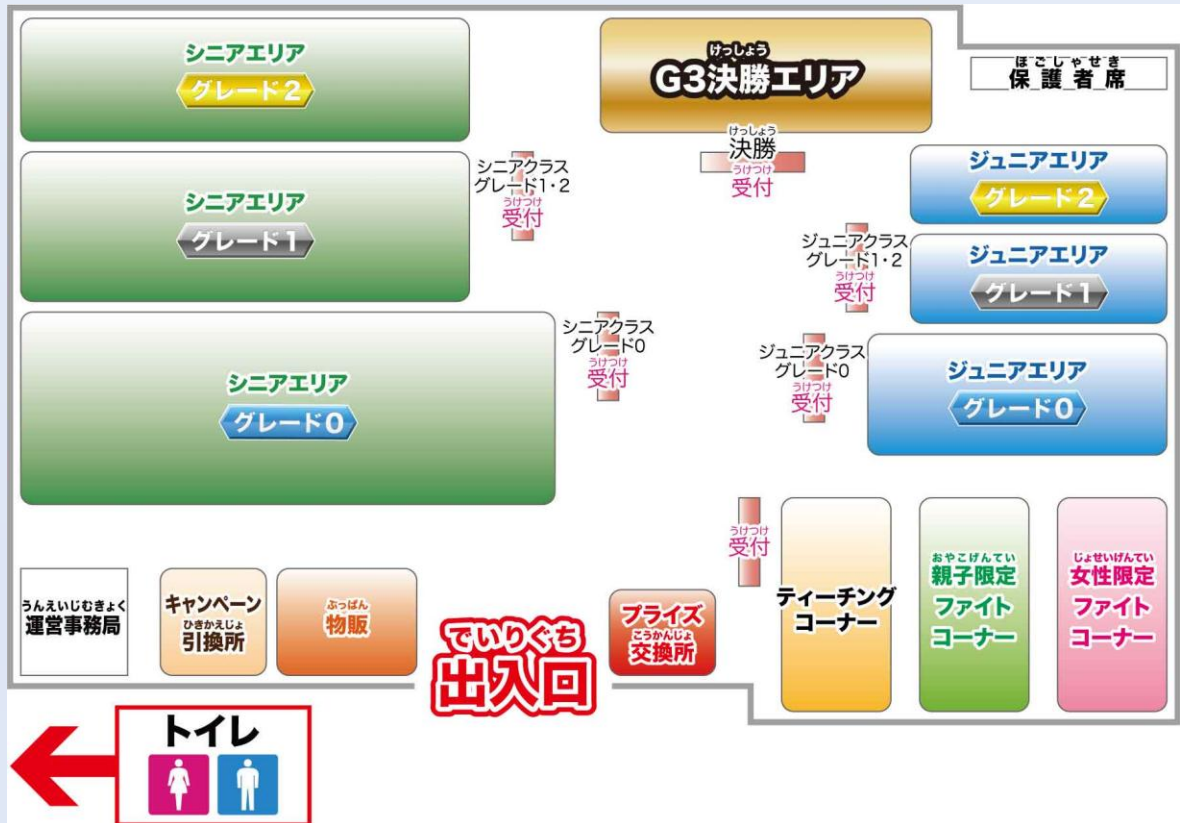 シニアエリア
グレード2
けっしょう
G3決勝エリア
ほごしゃせき
保護者席
シニアエリア
グレード1
シニアクラス
グレード1・2
うけつけ
受付
けっしょう
決勝
うけつけ
受付
ジュニアエリア
グレード2
ジュニアクラス
グレード1・2
うけつけ
受付
ジュニアエリア
グレード1
シニアエリア
グレード0
シニアクラス
グレード0
うけつけ
受付
ジュニアクラス
グレード0
うけつけ
受付
ジュニアエリア
グレード0
うけつけ
受付
ティーチング
コーナー
おやこげんてい
親子限定
ファイト
コーナー
じょせいげんてい
女性限定
ファイト
コーナー
うんえいじむきょく
運営事務局
キャンペーン
ひきかえじょ
引換所
ぶっぱん
物販
でいりぐち
出入口
プライズ
こうかんじょ
交換所
トイレ